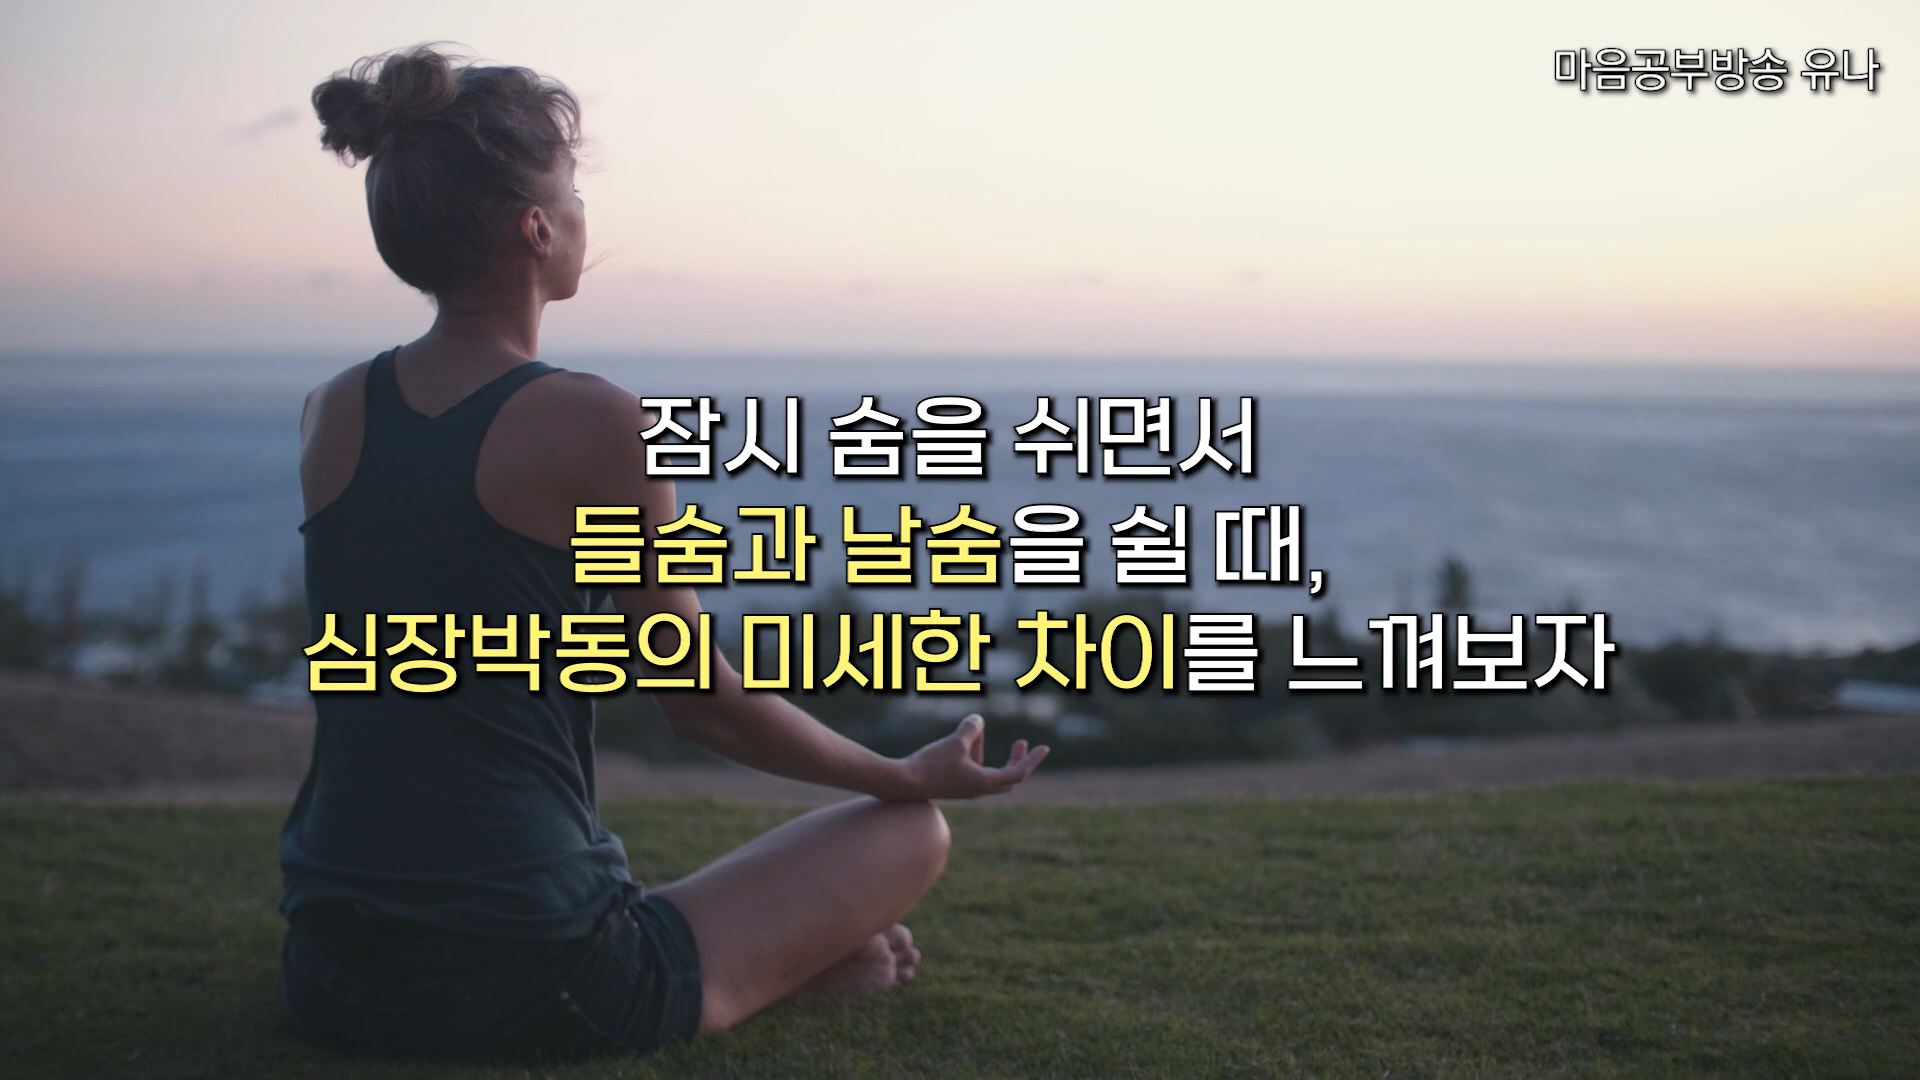 마음공부방송 유나
잠시 숨을 쉬면서
들숨과 날숨을 쉴 때,
심장박동의 미세한 차이를 느껴보자